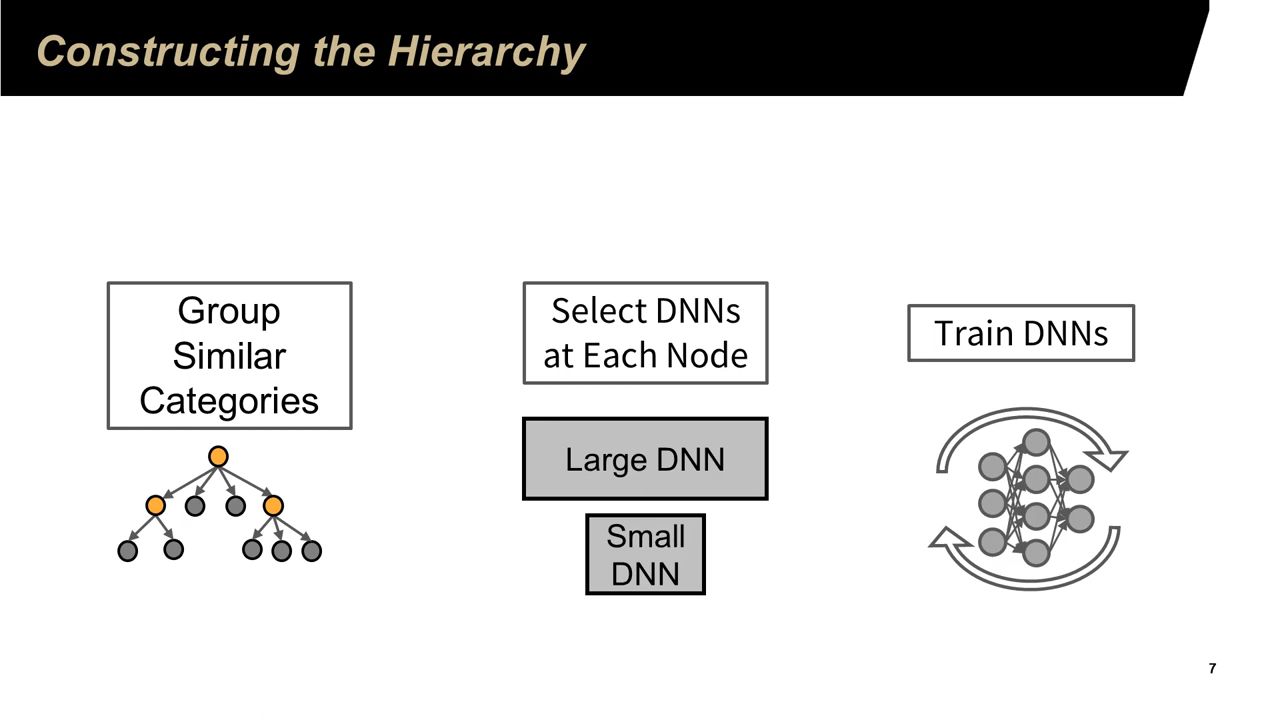 Constructing the Hierarchy
Group
Similar
Categories
Select DNNs
at Each Node
Large DNN
Small
DNN
Train DNNs
7